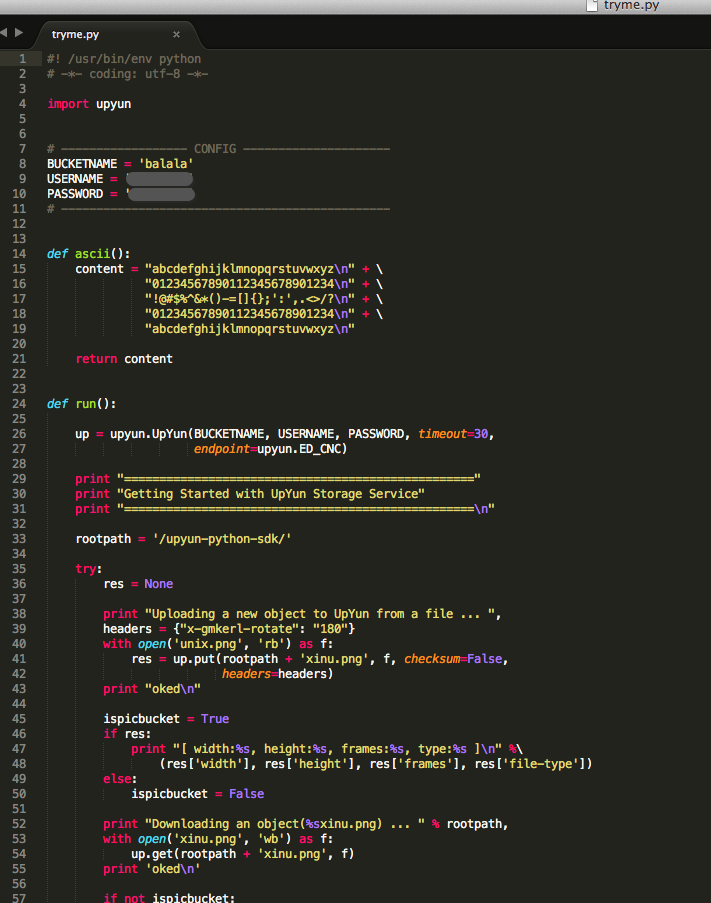 tryme.py
tryme.py ×
1 #! /usr/bin/env python
2 # -*- coding: utf-8 -*-
3
4 import upyun
5
6
7 # ------------------ CONFIG ---------------------
8 BUCKETNAME = 'balala'
9 USERNAME = '
10 PASSWORD = '
11 # -----------------------------------------------
12
13
14 def ascii():
15     content = "abcdefghijklmnopqrstuvwxyz\n" + \
16               "01234567890112345678901234\n" + \
17               "!@#$%^&*()-=[]{};':',.<>/?\n" + \
18               "01234567890112345678901234\n" + \
19               "abcdefghijklmnopqrstuvwxyz\n"
20
21     return content
22
23
24 def run():
25
26     up = upyun.UpYun(BUCKETNAME, USERNAME, PASSWORD, timeout=30,
27                      endpoint=upyun.ED_CNC)
28
29     print "=================================================="
30     print "Getting Started with UpYun Storage Service"
31     print "==================================================\n"
32
33     rootpath = '/upyun-python-sdk/'
34
35     try:
36         res = None
37
38         print "Uploading a new object to UpYun from a file ... ",
39         headers = {"x-gmkerl-rotate": "180"}
40         with open('unix.png', 'rb') as f:
41             res = up.put(rootpath + 'xinu.png', f, checksum=False,
42                          headers=headers)
43         print "oked\n"
44
45         ispicbucket = True
46         if res:
47             print "[ width:%s, height:%s, frames:%s, type:%s ]\n" %\
48                 (res['width'], res['height'], res['frames'], res['file-type'])
49         else:
50             ispicbucket = False
51
52         print "Downloading an object(%sxinu.png) ... " % rootpath,
53         with open('xinu.png', 'wb') as f:
54             up.get(rootpath + 'xinu.png', f)
55         print 'oked\n'
56
57         if not ispicbucket: